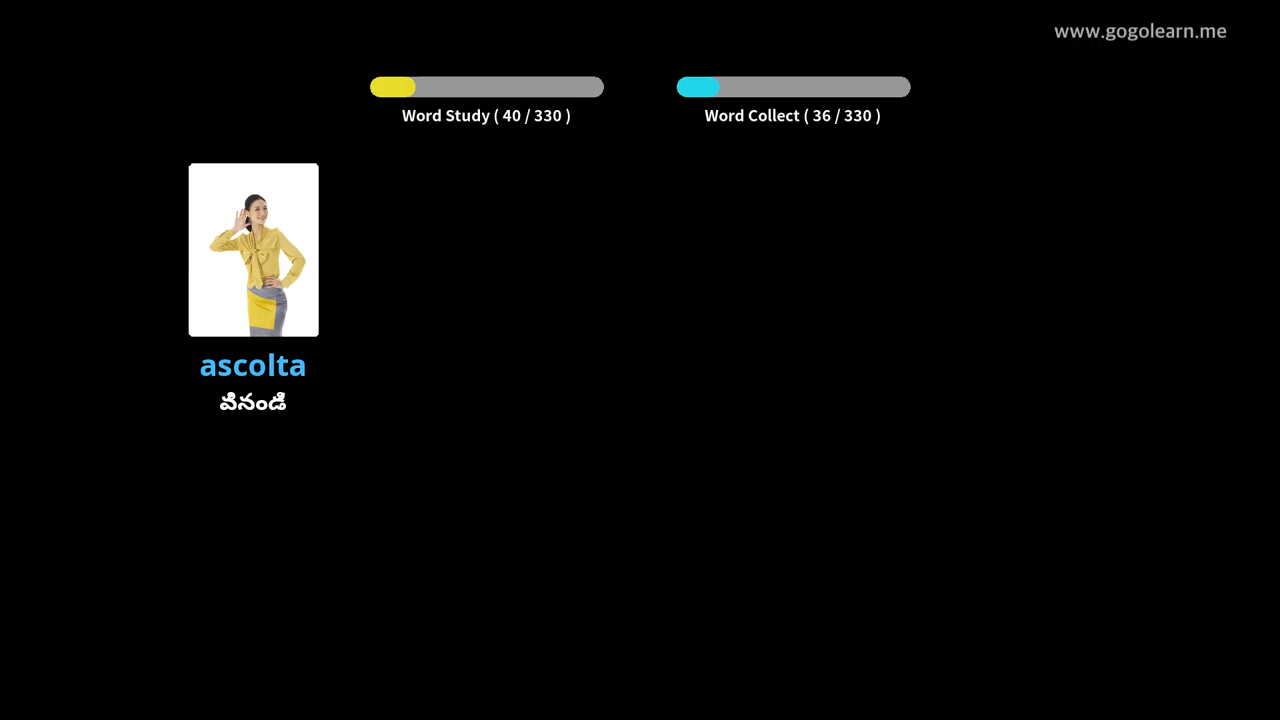 www.gogolearn.me
Word Study ( 40 / 330 )
Word Collect ( 36 / 330 )
ascolta
వినండి